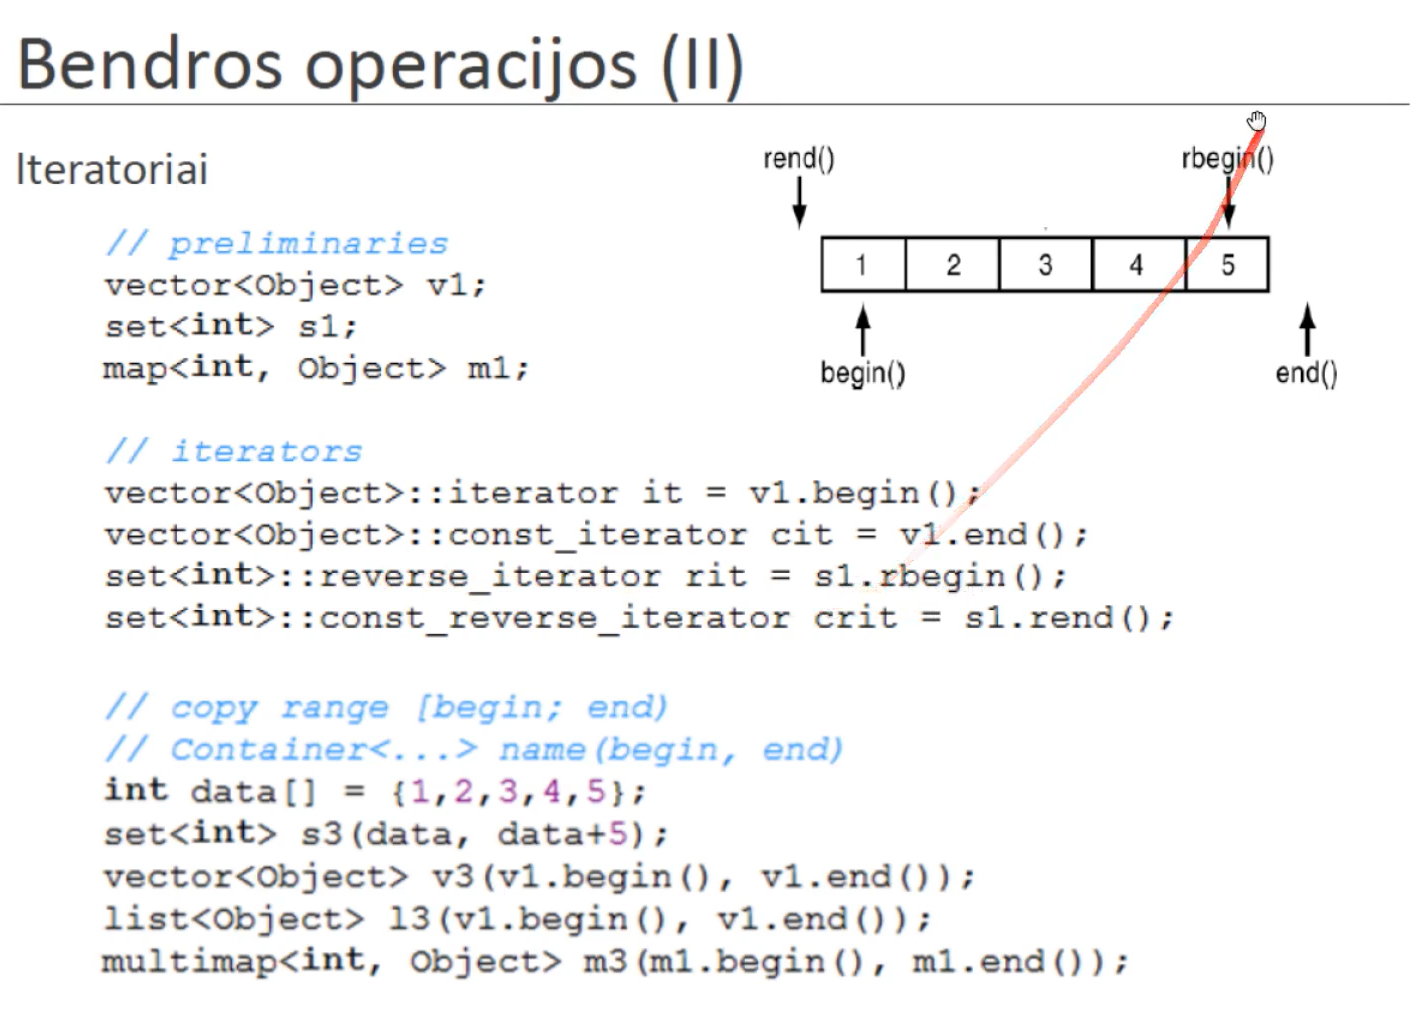 Bendros operacijos (II)
Iteratoriai
rend()
rbegin()
1 2 3 4 5
begin()
end()
// preliminaries
vector<Object> v1;
set<int> s1;
map<int, Object> m1;
// iterators
vector<Object>::iterator it = v1.begin();
vector<Object>::const_iterator cit = v1.end();
set<int>::reverse_iterator rit = s1.rbegin();
set<int>::const_reverse_iterator crit = s1.rend();
// copy range [begin; end)
// Container<...> name(begin, end)
int data[] = {1,2,3,4,5};
set<int> s3(data, data+5);
vector<Object> v3(v1.begin(), v1.end());
list<Object> l3(v1.begin(), v1.end());
multimap<int, Object> m3(m1.begin(), m1.end());